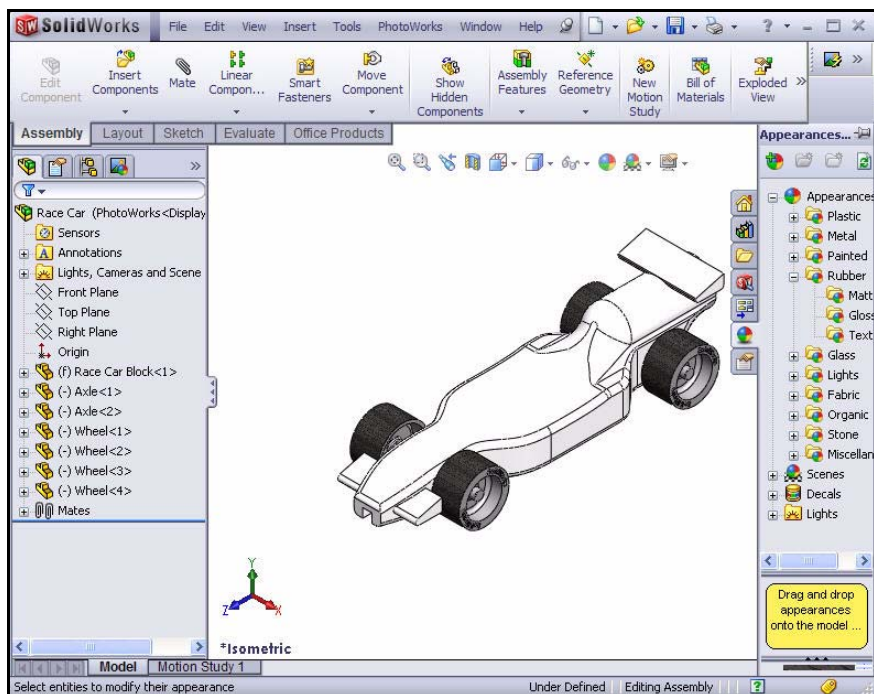 SolidWorks File Edit View Insert Tools PhotoWorks Window Help ?
Edit Component
Insert Components
Mate
Linear Compon...
Smart Fasteners
Move Component
Show Hidden Components
Assembly Features
Reference Geometry
New Motion Study
Bill of Materials
Exploded View
Assembly Layout Sketch Evaluate Office Products
Race Car (PhotoWorks<Display
Sensors
A Annotations
Lights, Cameras and Scene
Front Plane
Top Plane
Right Plane
Origin
(f) Race Car Block<1>
(-) Axle<1>
(-) Axle<2>
(-) Wheel<1>
(-) Wheel<2>
(-) Wheel<3>
(-) Wheel<4>
Mates
Y
Z X
*Isometric
Appearances...
Appearances
Plastic
Metal
Painted
Rubber
Matt
Glos
Text
Glass
Lights
Fabric
Organic
Stone
Miscellan
Scenes
Decals
Lights
Drag and drop
appearances
onto the model ...
Model Motion Study 1
Select entities to modify their appearance Under Defined Editing Assembly ?